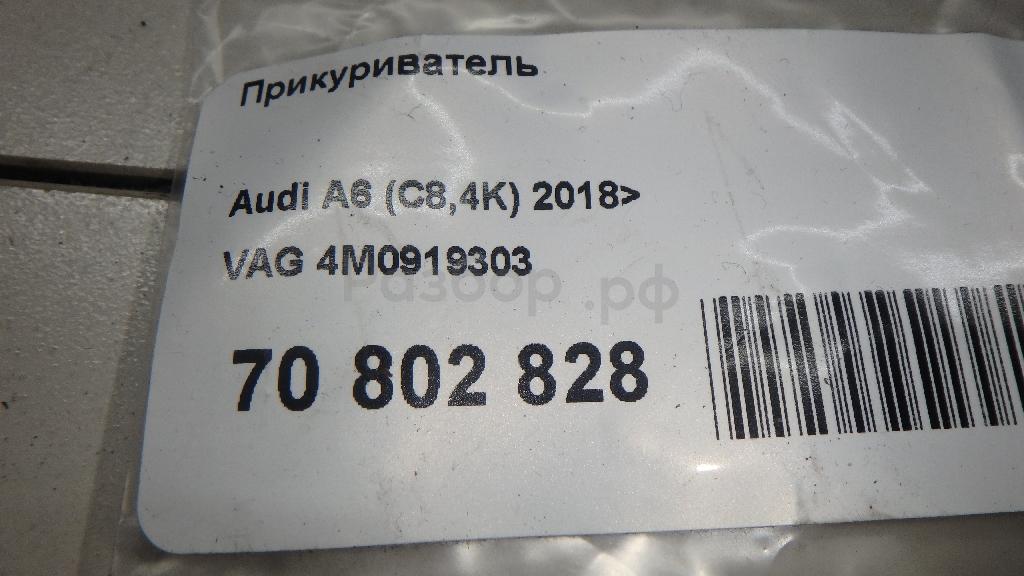 Прикуриватель
Audi A6 (C8,4K) 2018>
VAG 4M0919303
Разбор.рф
70 802 828